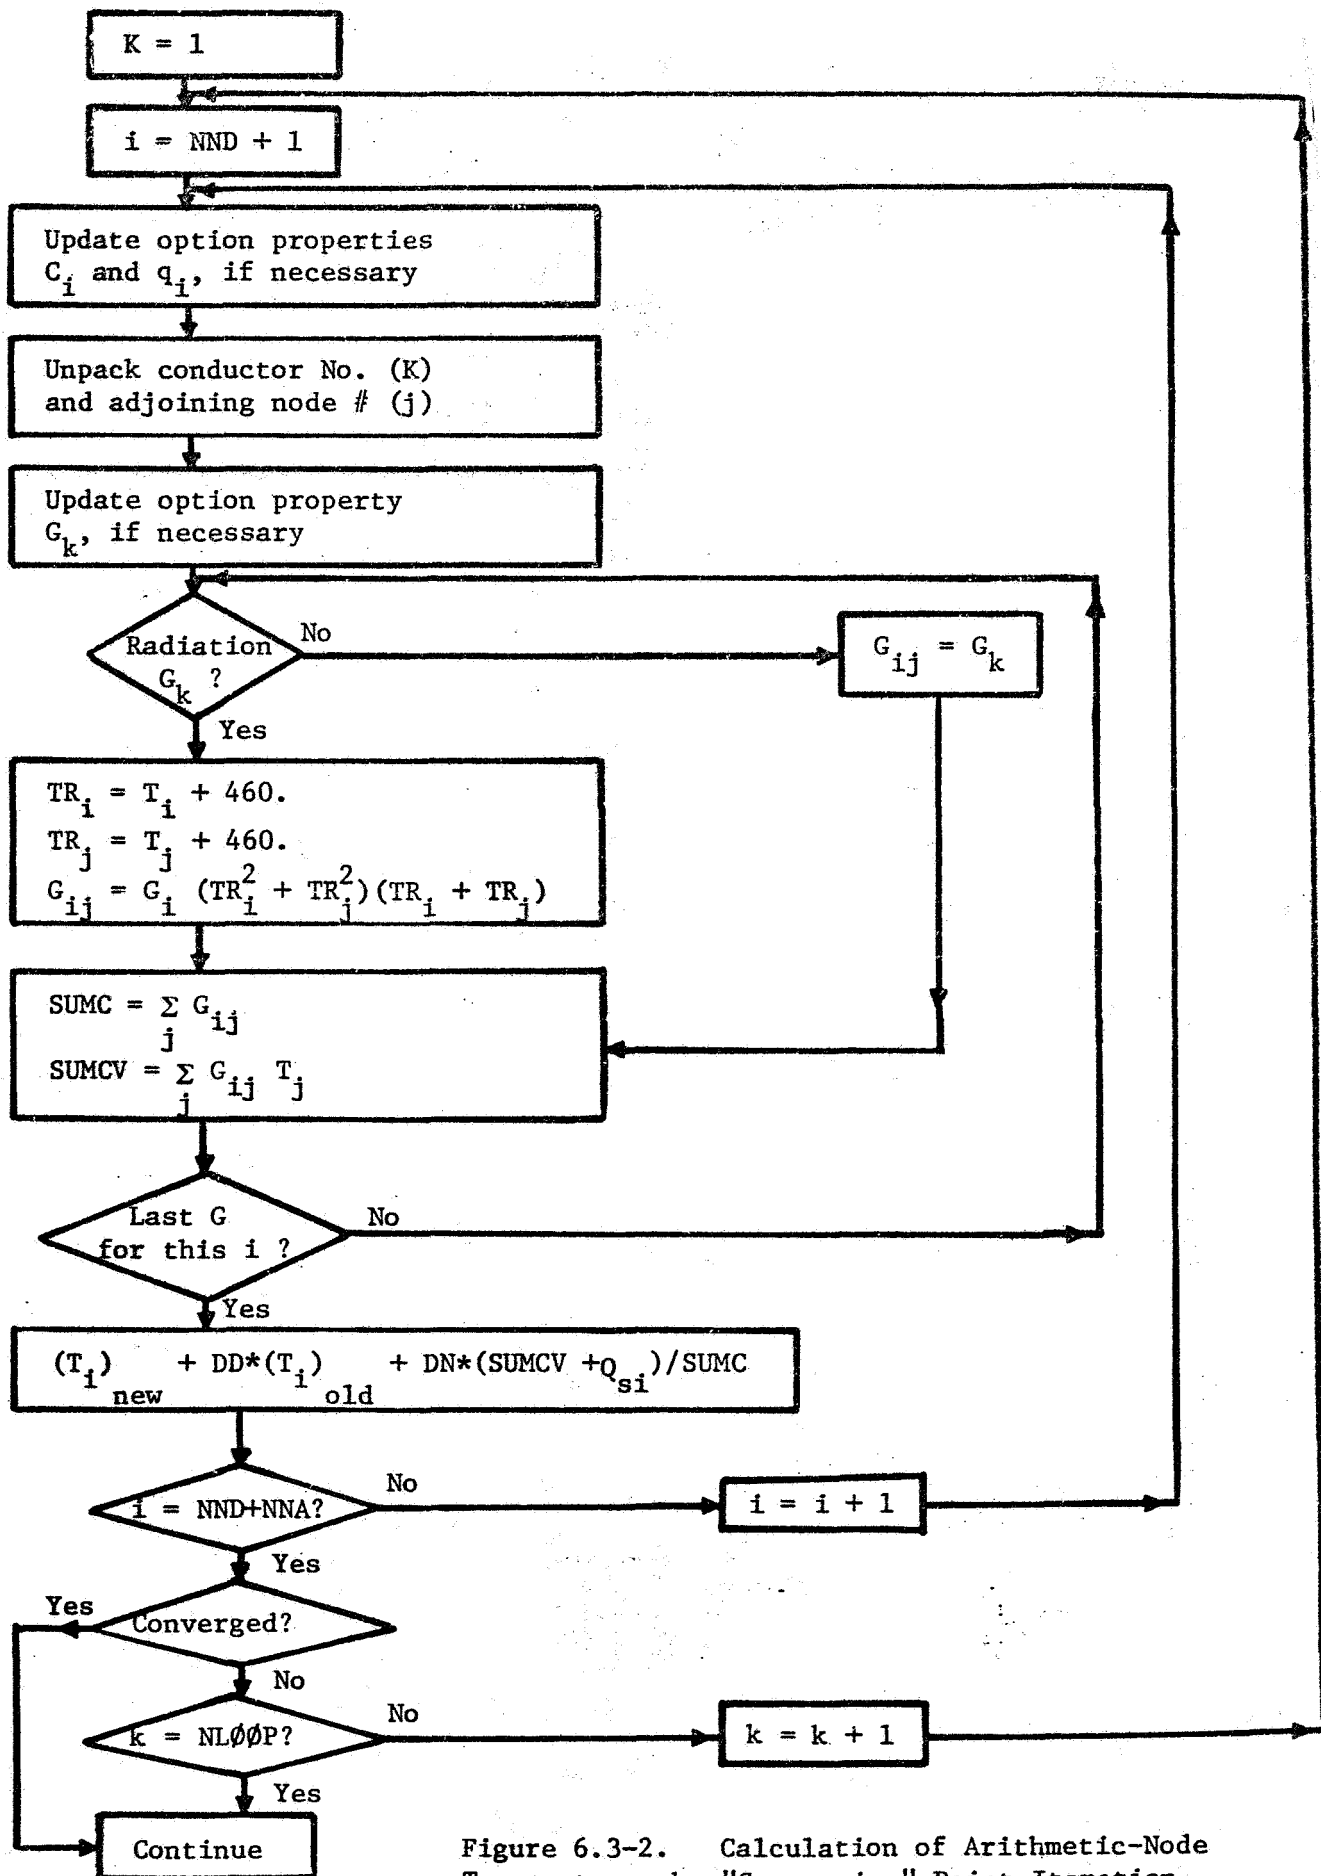 K = 1
i = NND + 1
Update option properties
C_i and q_i, if necessary
Unpack conductor No. (K)
and adjoining node # (j)
Update option property
G_k, if necessary
Radiation
G_k ?
No
G_ij = G_k
Yes
TR_i = T_i + 460.
TR_j = T_j + 460.
G_ij = G_i (TR_i^2 + TR_j^2)(TR_i + TR_j)
SUMC = Σ_j G_ij
SUMCV = Σ_j G_ij T_j
Last G
for this i ?
No
Yes
(T_i)_new + DD*(T_i)_old + DN*(SUMCV +Q_si)/SUMC
i = NND+NNA?
No
i = i + 1
Yes
Converged?
Yes
No
k = NLØØP?
No
k = k + 1
Yes
Continue
Figure 6.3-2. Calculation of Arithmetic-Node
"Successive" Point Iteration